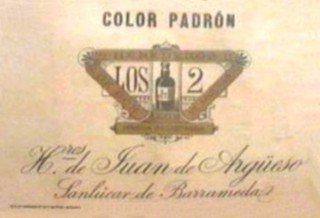 COLOR PADRÓN
LOS 2
H.ros de Juan de Argüeso
Sanlúcar de Barrameda